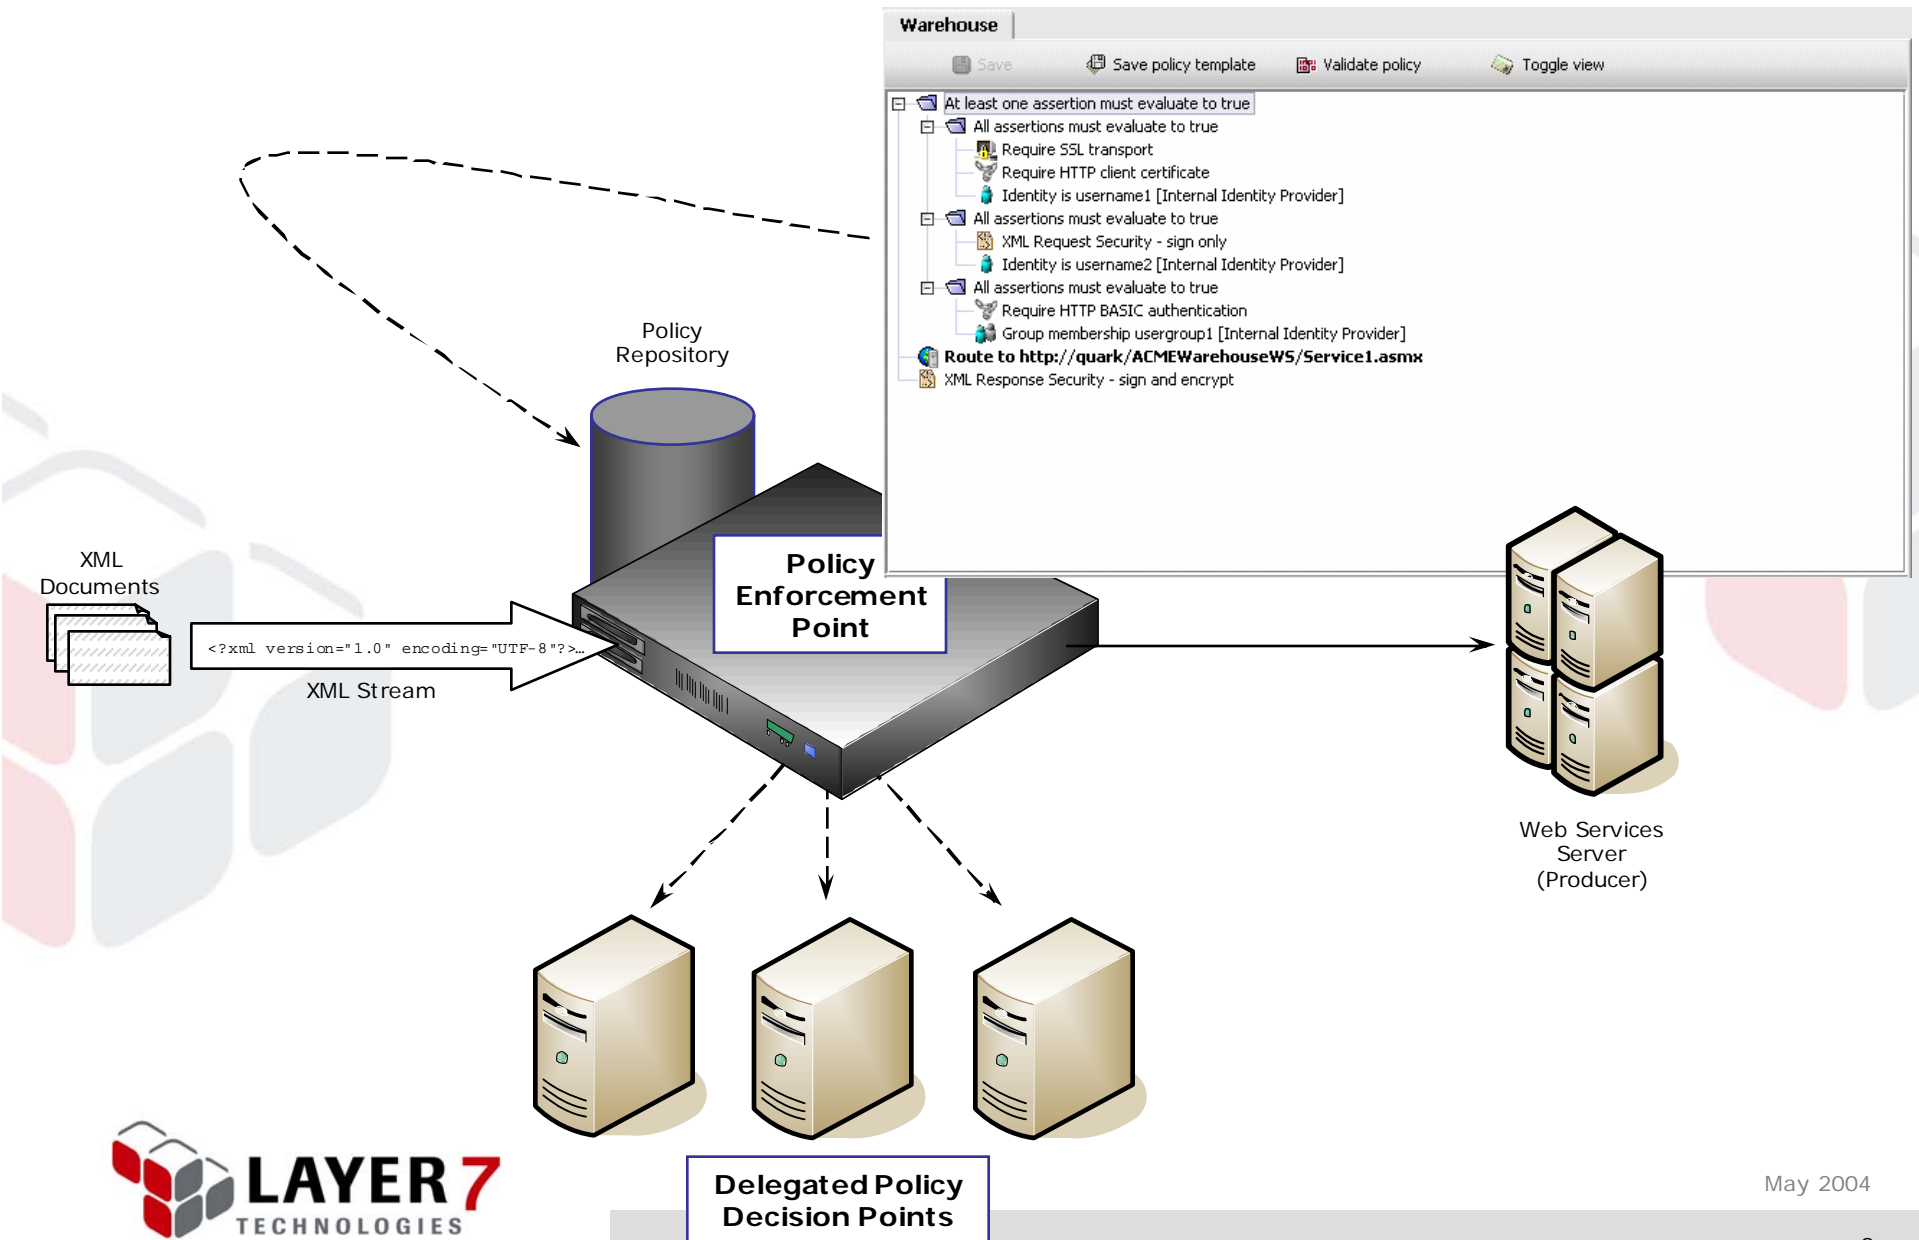 Warehouse
Save
Save policy template
Validate policy
Toggle view
At least one assertion must evaluate to true
All assertions must evaluate to true
Require SSL transport
Require HTTP client certificate
Identity is username1 [Internal Identity Provider]
All assertions must evaluate to true
XML Request Security - sign only
Identity is username2 [Internal Identity Provider]
All assertions must evaluate to true
Require HTTP BASIC authentication
Group membership usergroup1 [Internal Identity Provider]
Route to http://quark/ACMEWarehouseWS/Service1.asmx
XML Response Security - sign and encrypt
Policy
Repository
Policy
Enforcement
Point
XML
Documents
<?xml version="1.0" encoding="UTF-8"?>…
XML Stream
Web Services
Server
(Producer)
Delegated Policy
Decision Points
LAYER 7
TECHNOLOGIES
May 2004